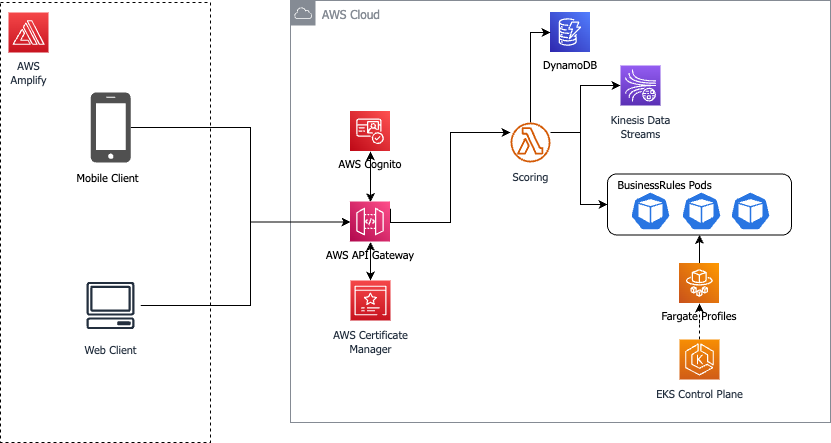 AWS
Amplify
Mobile Client
Web Client
AWS Cloud
AWS Cognito
AWS API Gateway
AWS Certificate
Manager
Scoring
DynamoDB
Kinesis Data
Streams
BusinessRules Pods
Fargate Profiles
EKS Control Plane